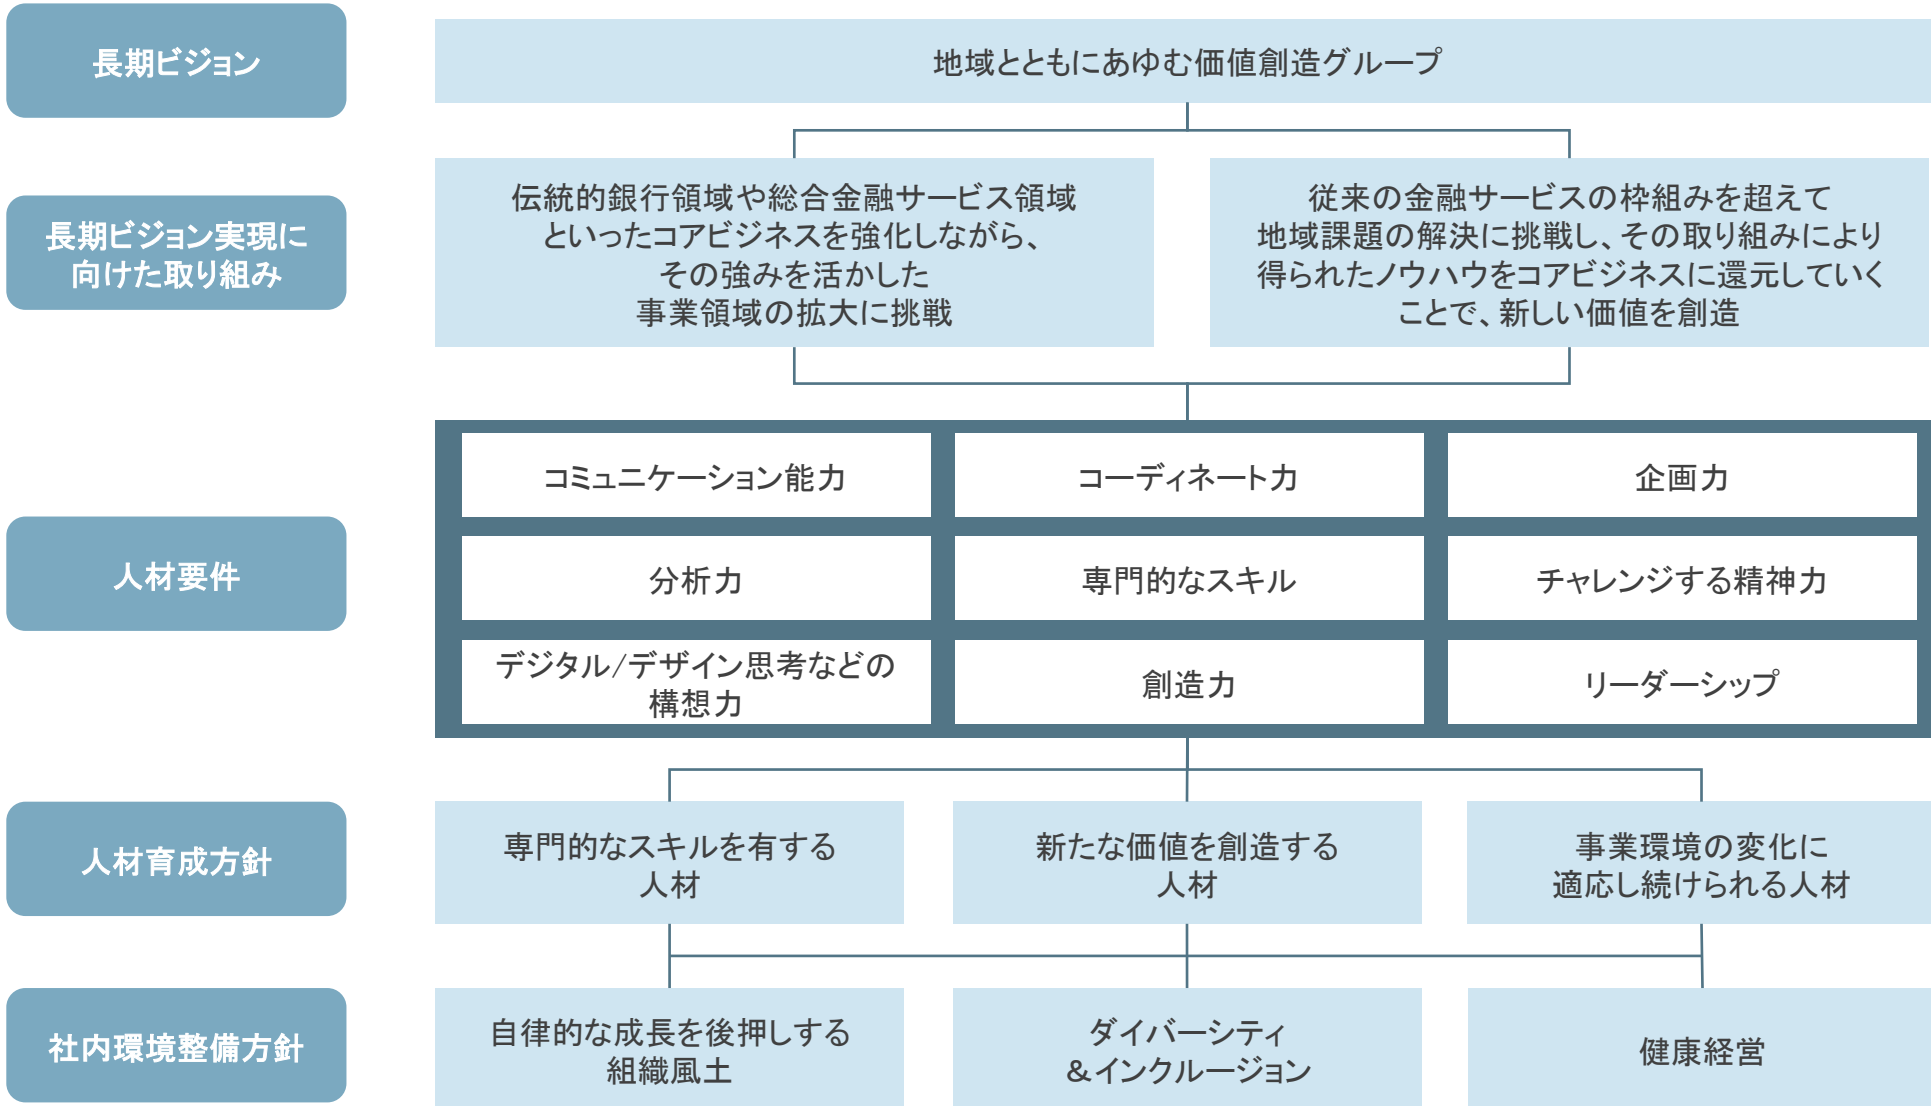 長期ビジョン
地域とともにあゆむ価値創造グループ
長期ビジョン実現に
向けた取り組み
伝統的銀行領域や総合金融サービス領域
といったコアビジネスを強化しながら、
その強みを活かした
事業領域の拡大に挑戦
従来の金融サービスの枠組みを超えて
地域課題の解決に挑戦し、その取り組みにより
得られたノウハウをコアビジネスに還元していく
ことで、新しい価値を創造
人材要件
コミュニケーション能力
コーディネート力
企画力
分析力
専門的なスキル
チャレンジする精神力
デジタル/デザイン思考などの
構想力
創造力
リーダーシップ
人材育成方針
専門的なスキルを有する
人材
新たな価値を創造する
人材
事業環境の変化に
適応し続けられる人材
社内環境整備方針
自律的な成長を後押しする
組織風土
ダイバーシティ
&インクルージョン
健康経営